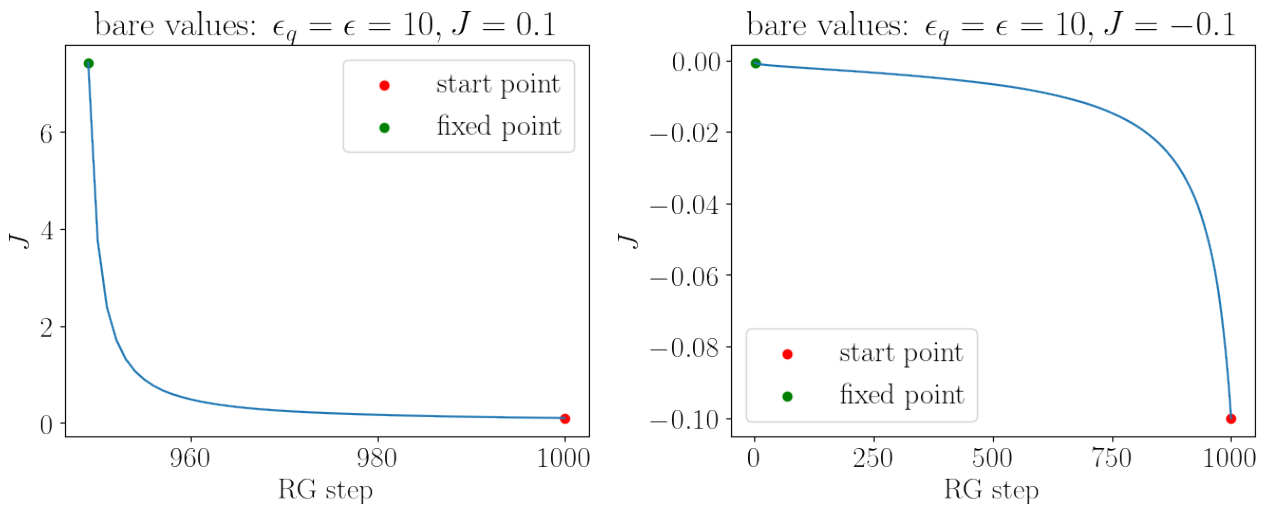 bare values: ϵ_q = ϵ = 10, J = 0.1
6
4
2
0
J
960
980
1000
RG step
start point
fixed point
bare values: ϵ_q = ϵ = 10, J = −0.1
0.00
−0.02
−0.04
−0.06
−0.08
−0.10
J
0
250
500
750
1000
RG step
start point
fixed point